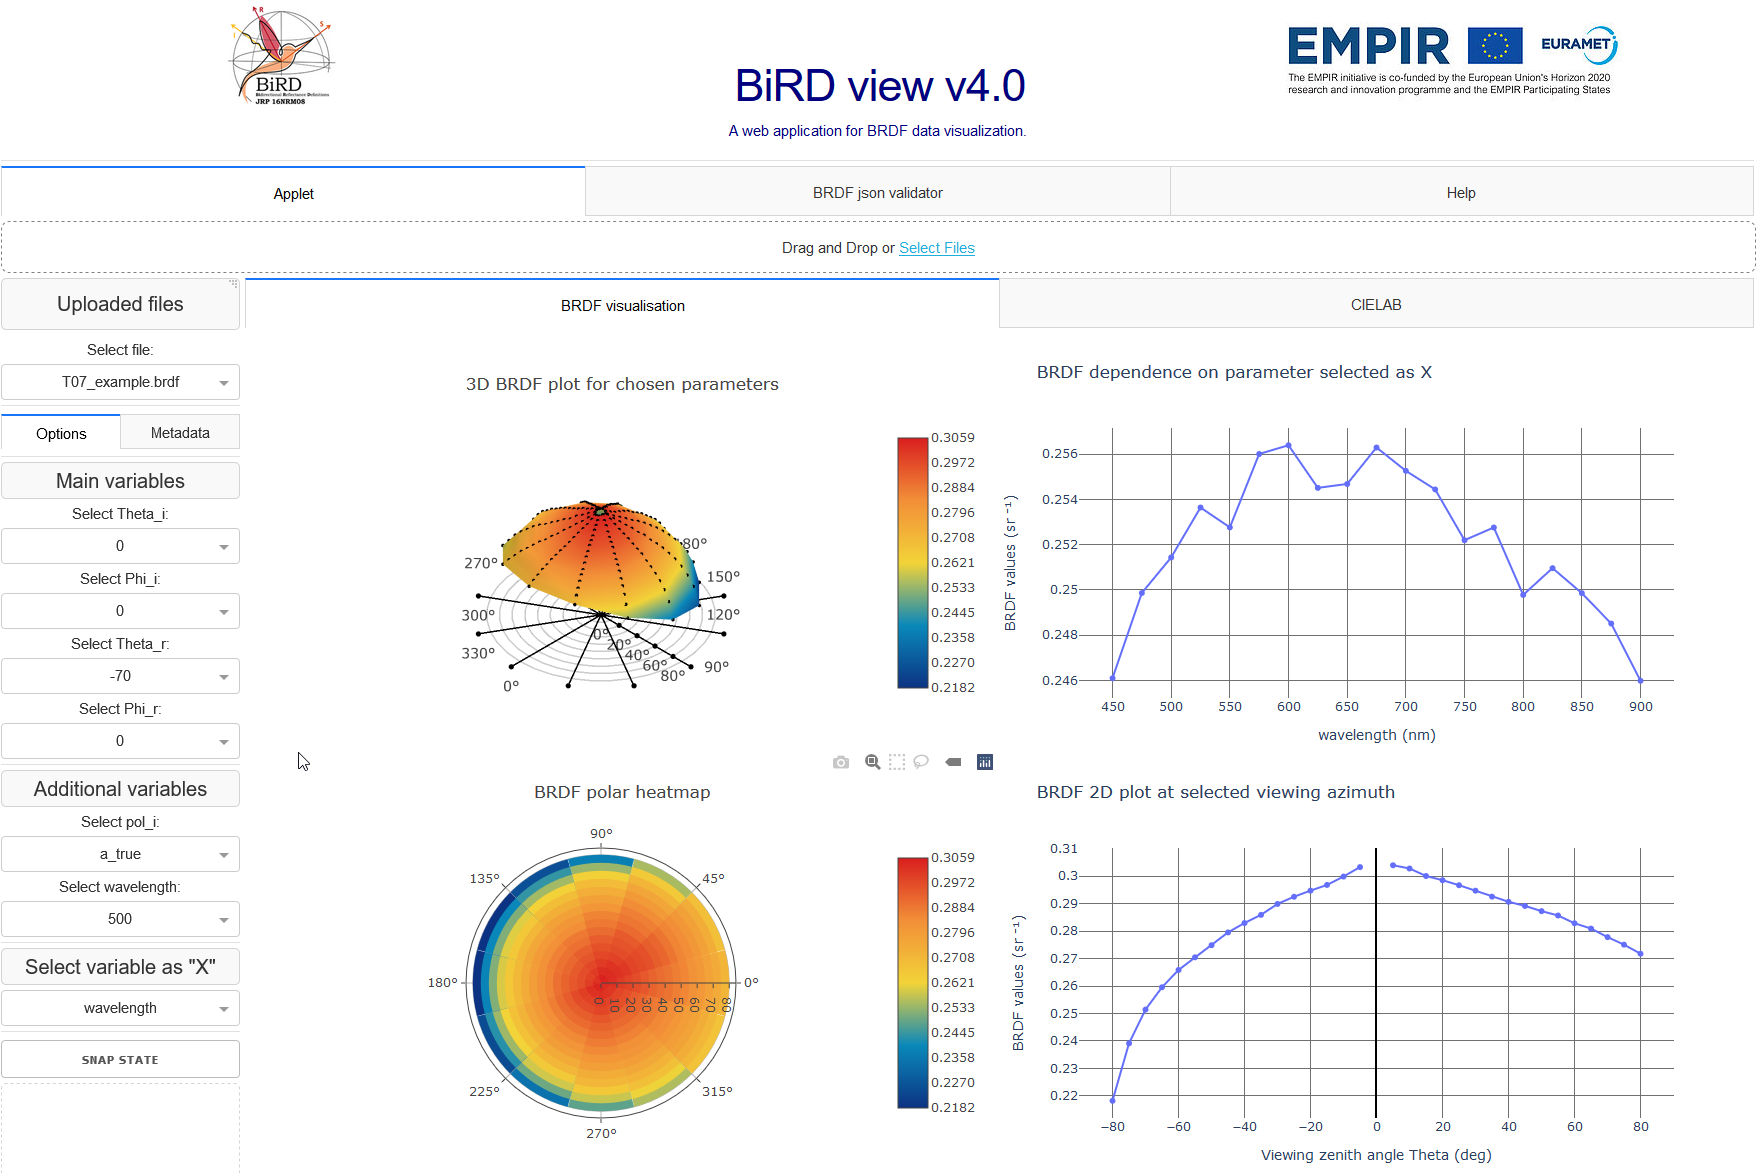 R
S
I
BiRD
Bidirectional Reflectance Definitions
JRP 16NRM08
BiRD view v4.0
A web application for BRDF data visualization.
EMPIR
EURAMET
The EMPIR initiative is co-funded by the European Union's Horizon 2020
research and innovation programme and the EMPIR Participating States
Applet
BRDF json validator
Help
Drag and Drop or Select Files
Uploaded files
Select file:
T07_example.brdf
Options
Metadata
Main variables
Select Theta_i:
0
Select Phi_i:
0
Select Theta_r:
-70
Select Phi_r:
0
Additional variables
Select pol_i:
a_true
Select wavelength:
500
Select variable as "X"
wavelength
SNAP STATE
BRDF visualisation
CIELAB
3D BRDF plot for chosen parameters
270°
300°
330°
0°
80°
150°
120°
90°
0°
20°
40°
60°
80°
0.3059
0.2972
0.2884
0.2796
0.2708
0.2621
0.2533
0.2445
0.2358
0.2270
0.2182
BRDF dependence on parameter selected as X
BRDF values (sr⁻¹)
0.256
0.254
0.252
0.25
0.248
0.246
450 500 550 600 650 700 750 800 850 900
wavelength (nm)
BRDF polar heatmap
90°
135°
45°
180°
0°
225°
315°
270°
0 10 20 30 40 50 60 70 80
0.3059
0.2972
0.2884
0.2796
0.2708
0.2621
0.2533
0.2445
0.2358
0.2270
0.2182
BRDF 2D plot at selected viewing azimuth
BRDF values (sr⁻¹)
0.31
0.3
0.29
0.28
0.27
0.26
0.25
0.24
0.23
0.22
−80 −60 −40 −20 0 20 40 60 80
Viewing zenith angle Theta (deg)